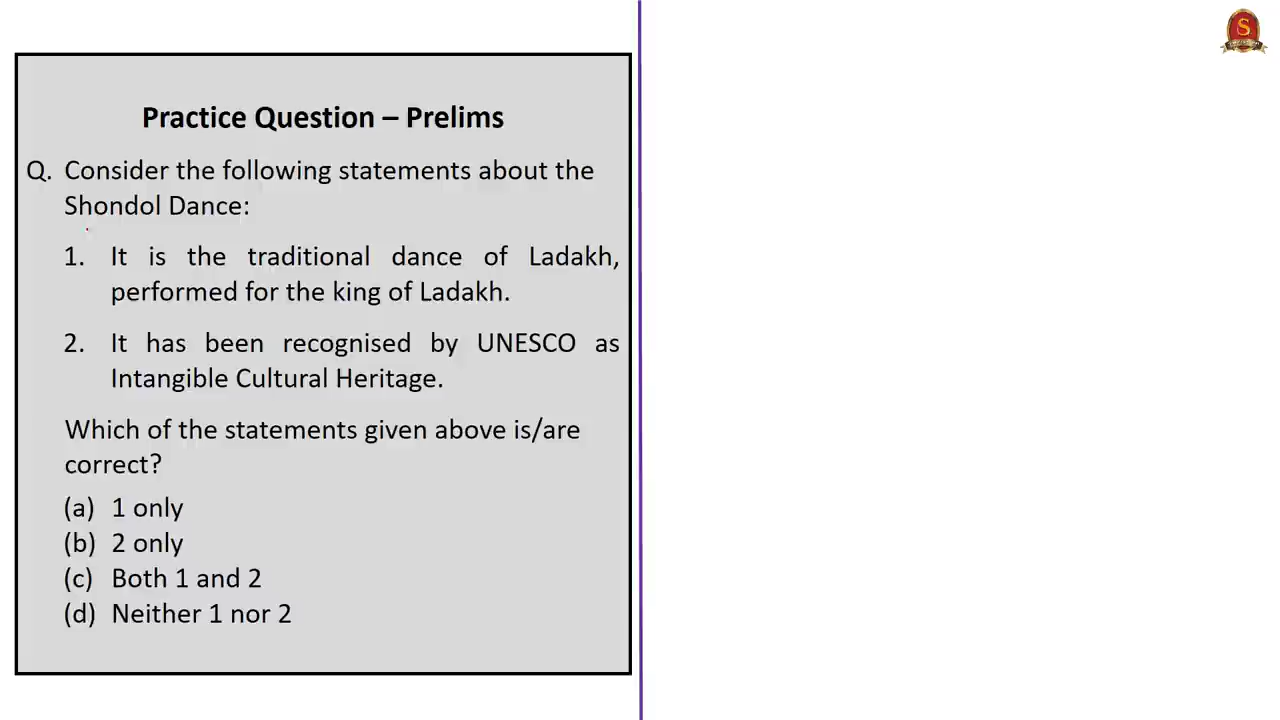 S
Practice Question – Prelims
Q. Consider the following statements about the
Shondol Dance:
1. It is the traditional dance of Ladakh,
performed for the king of Ladakh.
2. It has been recognised by UNESCO as
Intangible Cultural Heritage.
Which of the statements given above is/are
correct?
(a) 1 only
(b) 2 only
(c) Both 1 and 2
(d) Neither 1 nor 2